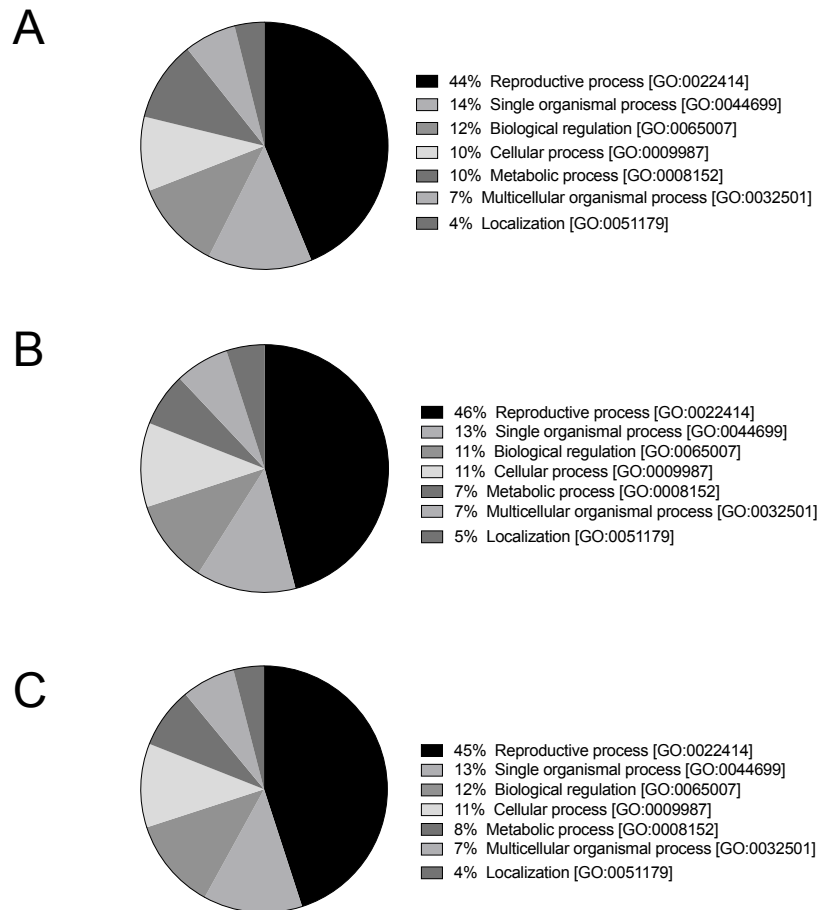 A
44% Reproductive process [GO:0022414]
14% Single organismal process [GO:0044699]
12% Biological regulation [GO:0065007]
10% Cellular process [GO:0009987]
10% Metabolic process [GO:0008152]
7% Multicellular organismal process [GO:0032501]
4% Localization [GO:0051179]
B
46% Reproductive process [GO:0022414]
13% Single organismal process [GO:0044699]
11% Biological regulation [GO:0065007]
11% Cellular process [GO:0009987]
7% Metabolic process [GO:0008152]
7% Multicellular organismal process [GO:0032501]
5% Localization [GO:0051179]
C
45% Reproductive process [GO:0022414]
13% Single organismal process [GO:0044699]
12% Biological regulation [GO:0065007]
11% Cellular process [GO:0009987]
8% Metabolic process [GO:0008152]
7% Multicellular organismal process [GO:0032501]
4% Localization [GO:0051179]